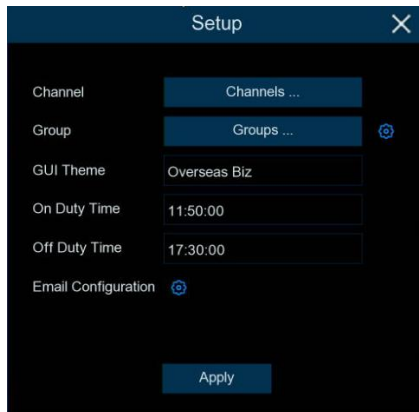 Setup
Channel Channels ...
Group Groups ...
GUI Theme Overseas Biz
On Duty Time 11:50:00
Off Duty Time 17:30:00
Email Configuration
Apply